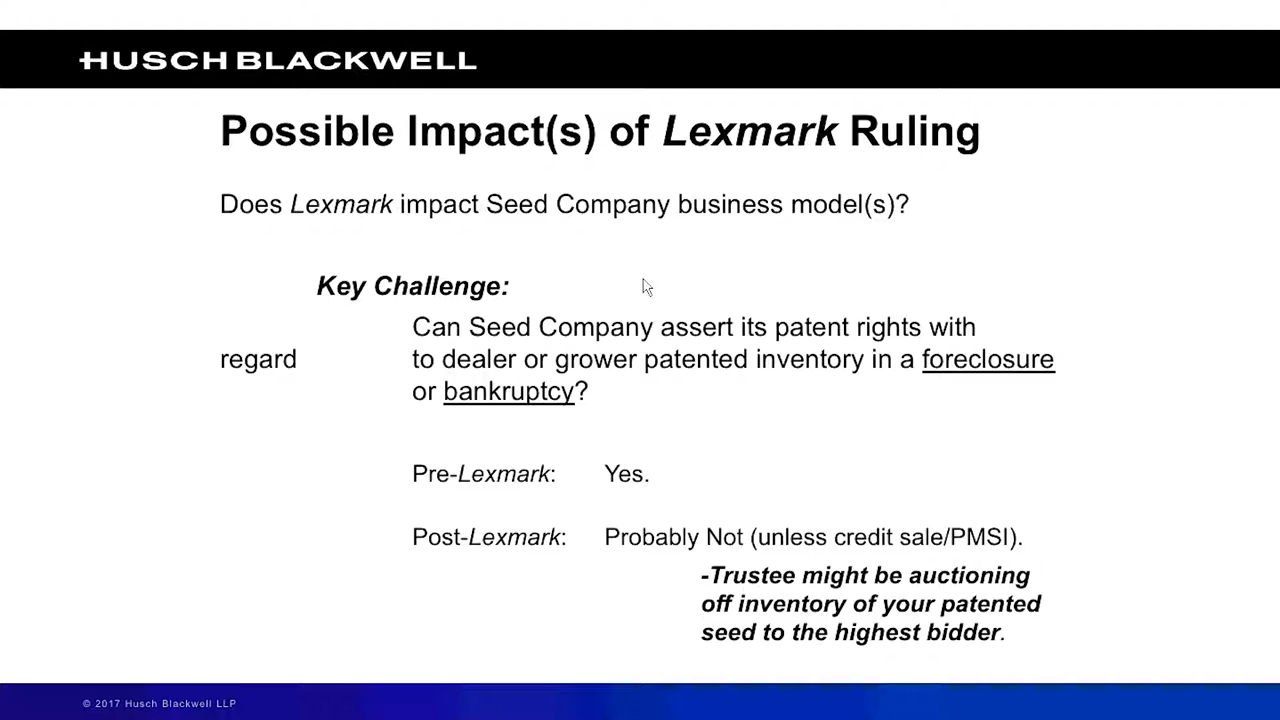 HUSCH BLACKWELL
Possible Impact(s) of Lexmark Ruling
Does Lexmark impact Seed Company business model(s)?
Key Challenge:
Can Seed Company assert its patent rights with
regard to dealer or grower patented inventory in a foreclosure
or bankruptcy?
Pre-Lexmark: Yes.
Post-Lexmark: Probably Not (unless credit sale/PMSI).
-Trustee might be auctioning
off inventory of your patented
seed to the highest bidder.
© 2017 Husch Blackwell LLP